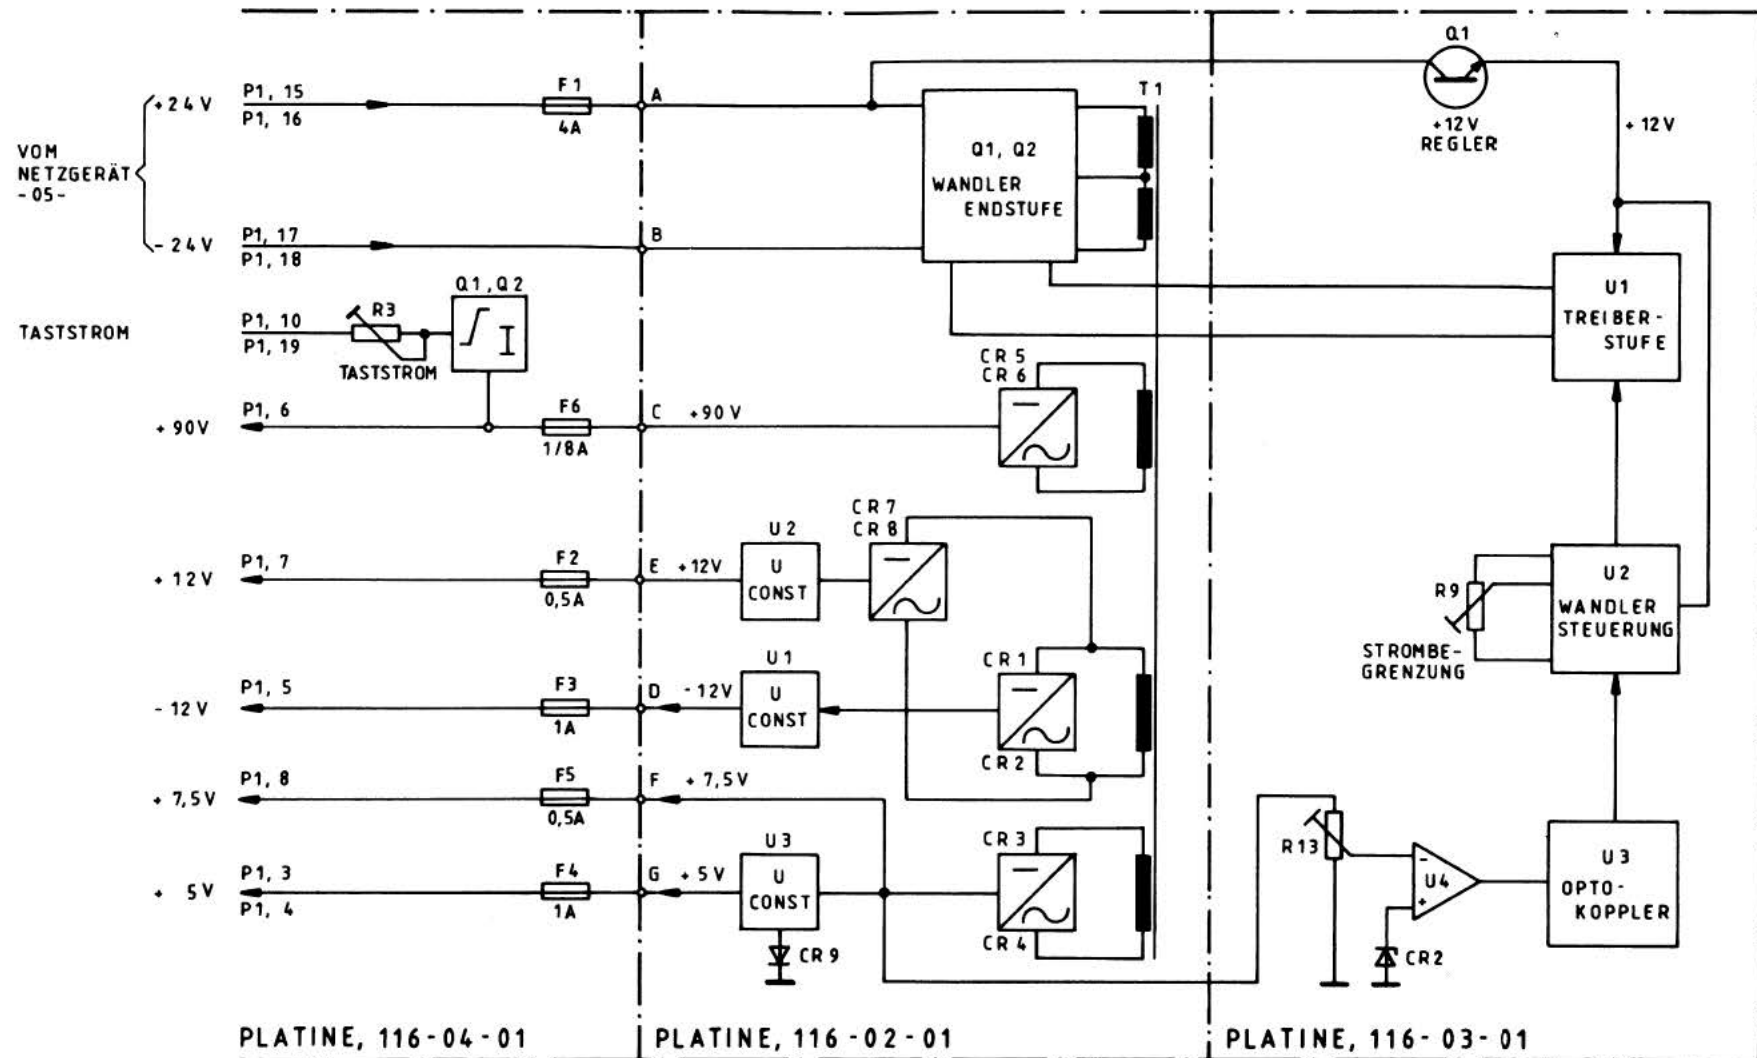 Q1
+12V
REGLER
+12V
T1
VOM
NETZGERÄT
-05-
+24V
P1, 15
P1, 16
F1
4A
A
Q1, Q2
WANDLER
ENDSTUFE
-24V
P1, 17
P1, 18
B
U1
TREIBER-
STUFE
TASTSTROM
P1, 10
P1, 19
R3
TASTSTROM
Q1, Q2
I
CR5
CR6
+90V
P1, 6
F6
1/8A
C +90V
CR7
CR8
+12V
P1, 7
F2
0,5A
E +12V
U2
U
CONST
R9
STROMBE-
GRENZUNG
U2
WANDLER
STEUERUNG
-12V
P1, 5
F3
1A
D -12V
U1
U
CONST
CR1
CR2
+7,5V
P1, 8
F5
0,5A
F +7,5V
+ 5V
P1, 3
P1, 4
F4
1A
G +5V
U3
U
CONST
CR9
CR3
CR4
R13
-
U4
+
CR2
U3
OPTO-
KOPPLER
PLATINE, 116-04-01
PLATINE, 116-02-01
PLATINE, 116-03-01